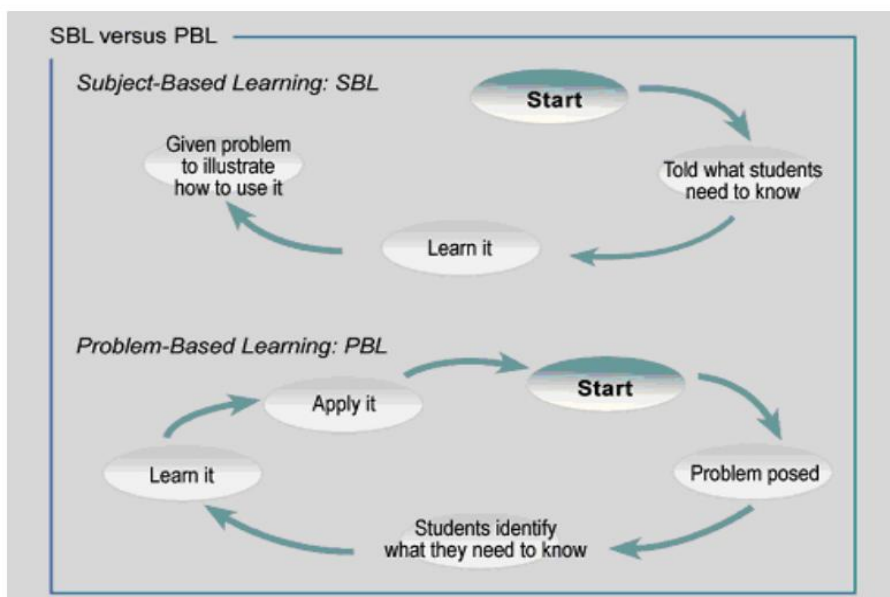 SBL versus PBL
Subject-Based Learning: SBL
Start
Told what students
need to know
Learn it
Given problem
to illustrate
how to use it
Problem-Based Learning: PBL
Start
Problem posed
Students identify
what they need to know
Learn it
Apply it